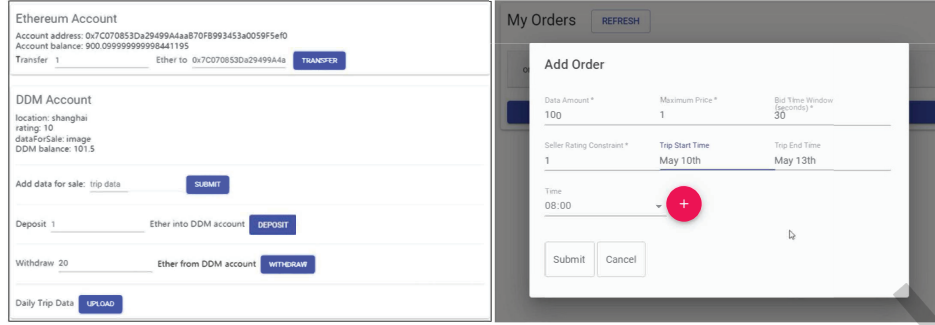 Ethereum Account
Account address: 0x7C070853Da29499A4aaB70FB993453a0059F5ef0
Account balance: 900.099999999998441195
Transfer 1 Ether to 0x7C070853Da29499A4a TRANSFER
DDM Account
location: shanghai
rating: 10
dataForSale: image
DDM balance: 101.5
Add data for sale: trip data SUBMIT
Deposit 1 Ether into DDM account DEPOSIT
Withdraw 20 Ether from DDM account WITHDRAW
Daily Trip Data UPLOAD
My Orders REFRESH
Add Order
Data Amount * Maximum Price * Bid Time Window
(seconds) *
100 1 30
Seller Rating Constraint * Trip Start Time Trip End Time
1 May 10th May 13th
Time
08:00 +
Submit Cancel